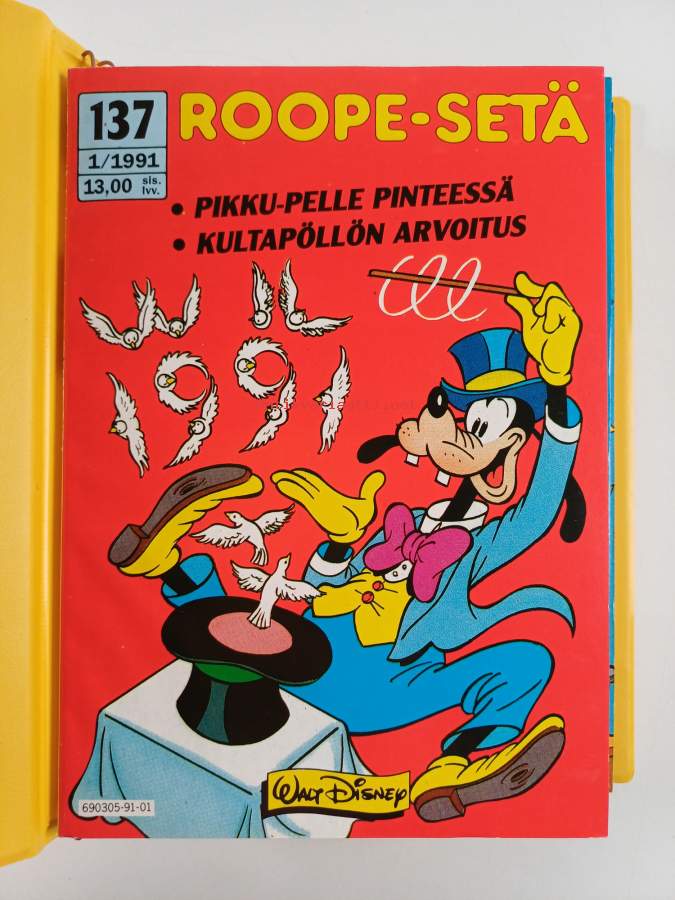 137
1/1991
13,00 sis. lvv.
ROOPE-SETÄ
• PIKKU-PELLE PINTEESSÄ
• KULTAPÖLLÖN ARVOITUS
1991
WALT DISNEY
690305-91-01